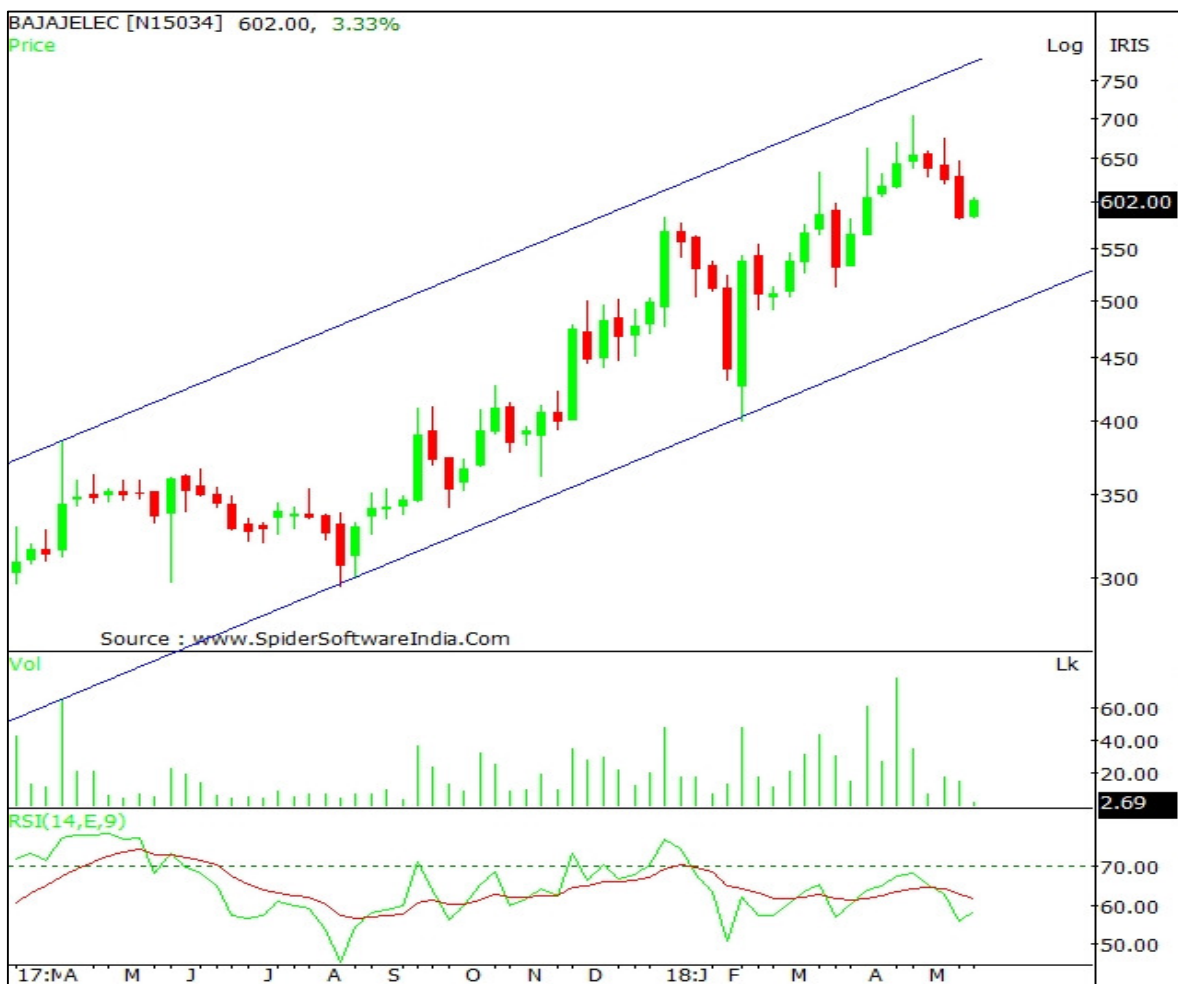 BAJAJELEC [N15034] 602.00, 3.33%
Price Log IRIS
750
700
650
602.00
550
500
450
400
350
300
Source : www.SpiderSoftwareIndia.Com
Vol Lk
60.00
40.00
20.00
2.69
RSI(14,E,9)
70.00
60.00
50.00
17:MA M J J A S O N D 18:J F M A M